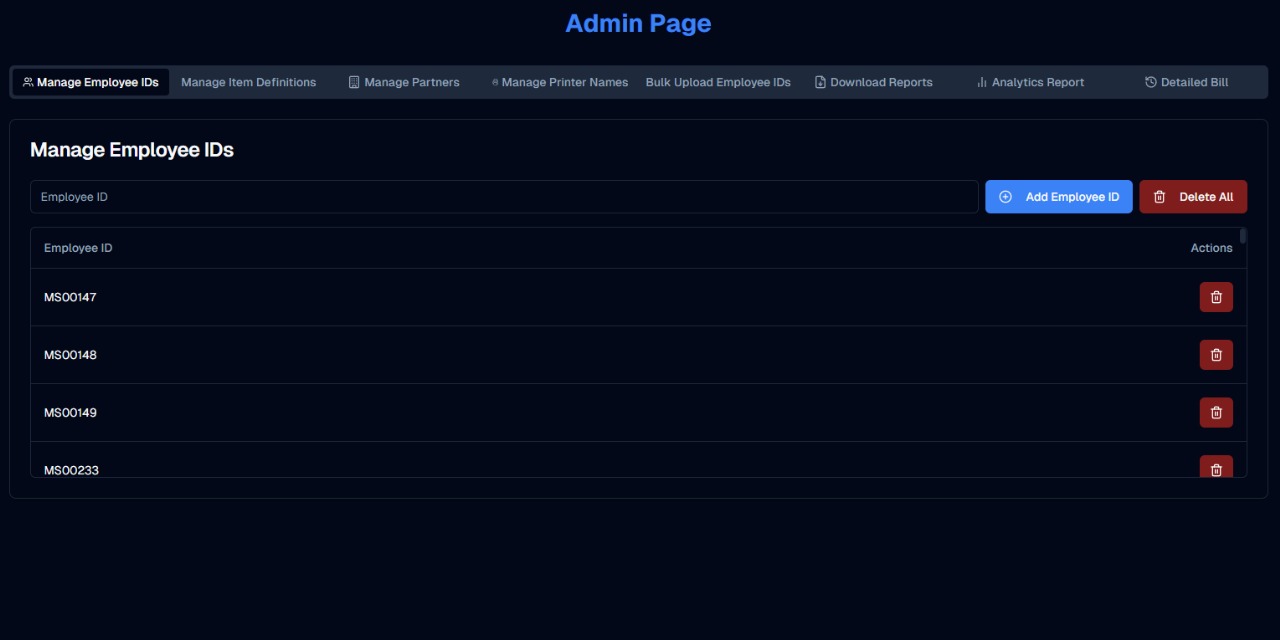 Admin Page
Manage Employee IDs Manage Item Definitions Manage Partners Manage Printer Names Bulk Upload Employee IDs Download Reports Analytics Report Detailed Bill
Manage Employee IDs
Employee ID Add Employee ID Delete All
Employee ID Actions
MS00147
MS00148
MS00149
MS00233